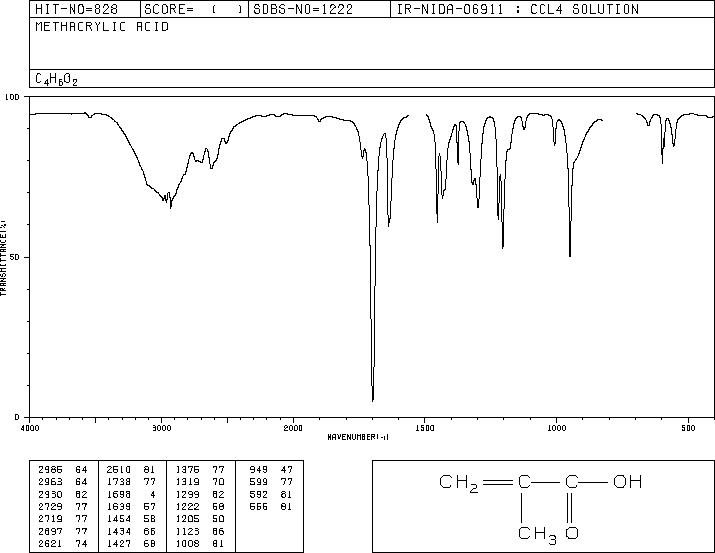 HIT-NO=828 SCORE= ( ) SDBS-NO=1222 IR-NIDA-06911 : CCL4 SOLUTION
METHACRYLIC ACID
C4H6O2
100
50
0
TRANSMITTANCE(%)
4000 3000 2000 1500 1000 500
WAVENUMBER(-1)
2986 64 2510 81 1376 77 949 47
2963 64 1738 77 1319 70 599 77
2930 62 1698 4 1299 62 592 81
2729 77 1639 57 1222 60 556 81
2719 77 1454 58 1205 50
2697 77 1434 66 1123 86
2621 74 1427 68 1008 81
CH2 C C OH
CH3 O